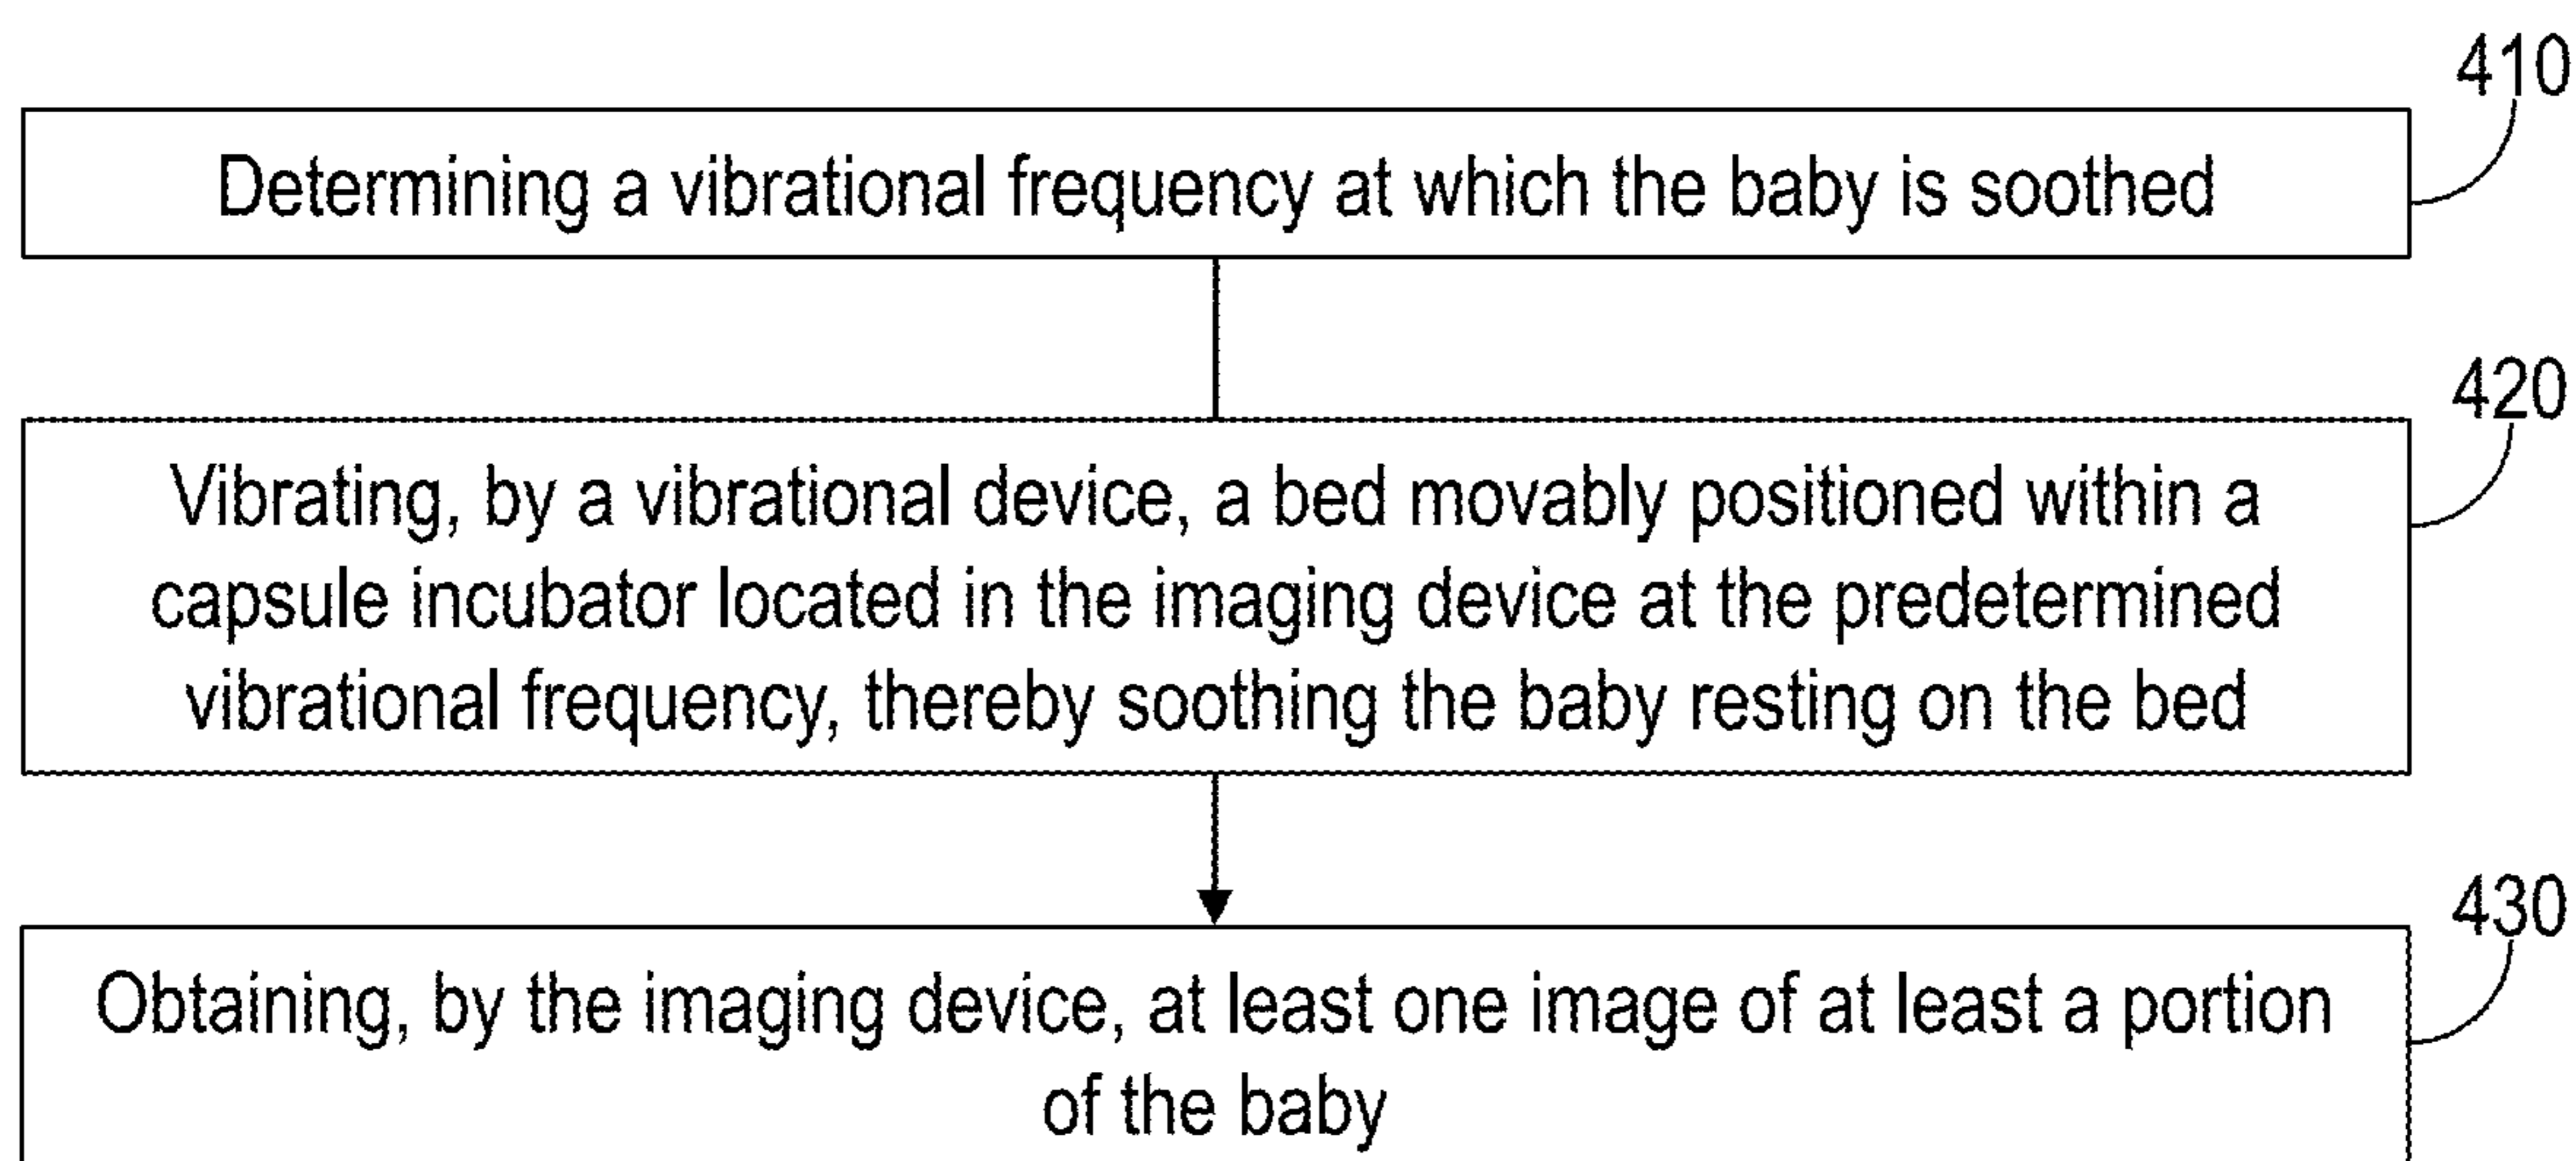 410
Determining a vibrational frequency at which the baby is soothed
420
Vibrating, by a vibrational device, a bed movably positioned within a
capsule incubator located in the imaging device at the predetermined
vibrational frequency, thereby soothing the baby resting on the bed
430
Obtaining, by the imaging device, at least one image of at least a portion
of the baby